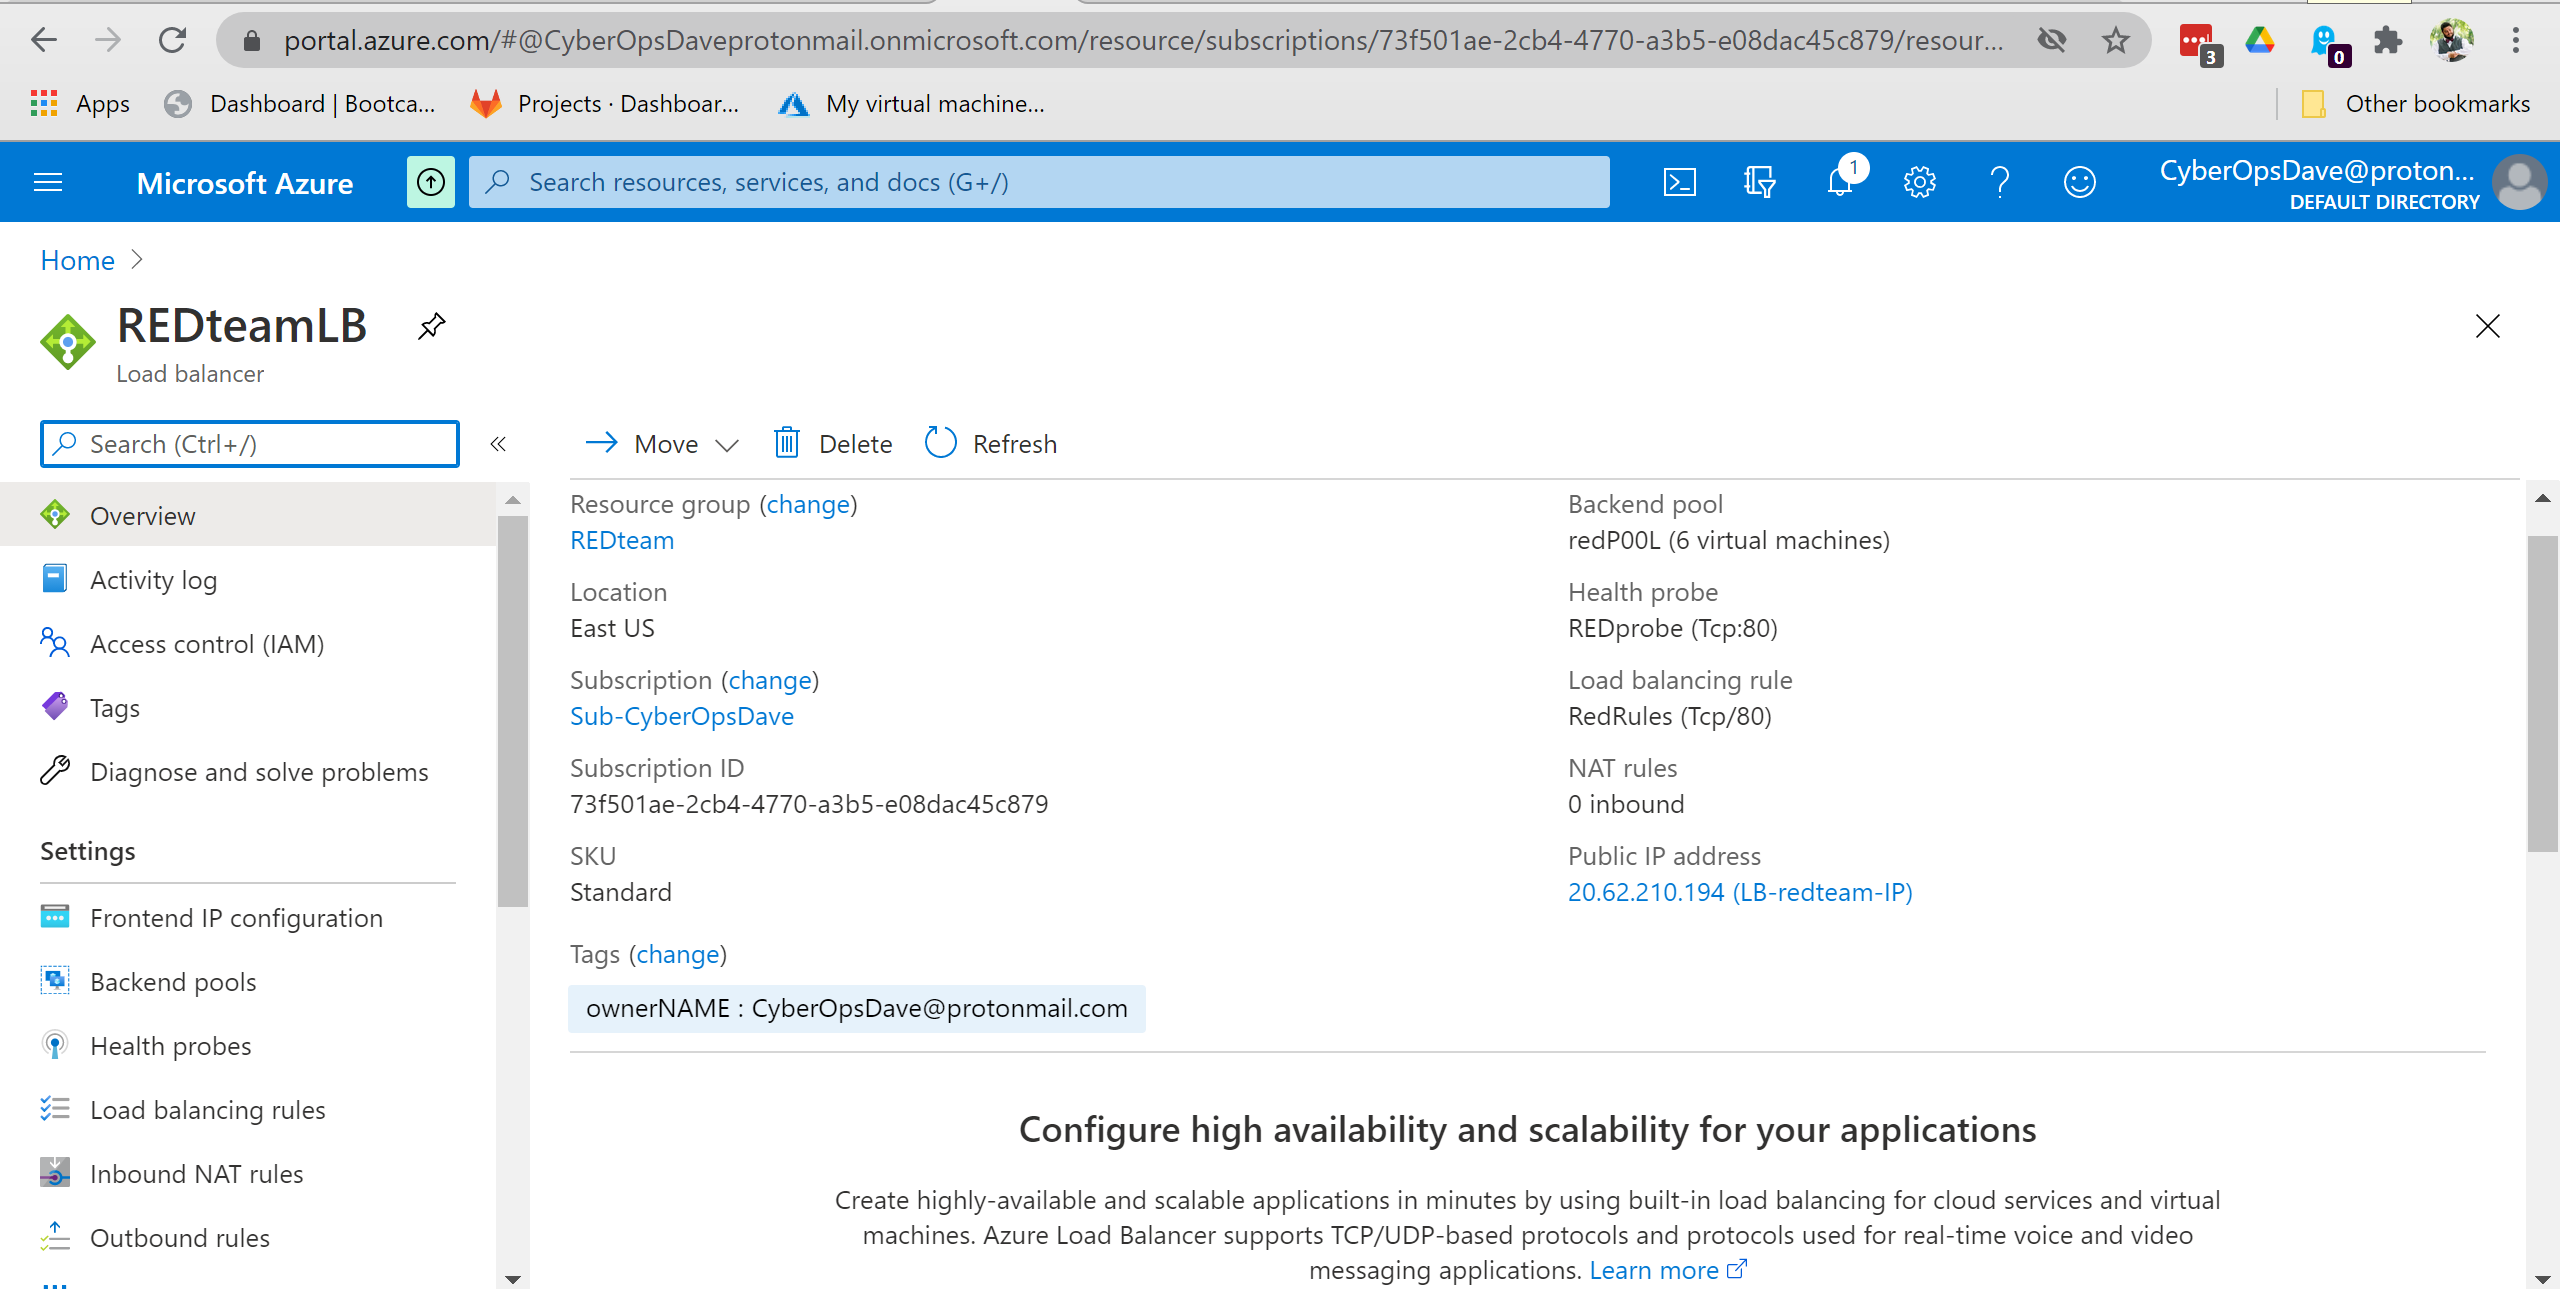 portal.azure.com/#@CyberOpsDaveprotonmail.onmicrosoft.com/resource/subscriptions/73f501ae-2cb4-4770-a3b5-e08dac45c879/resour...
3
0
Apps
Dashboard | Bootca...
Projects · Dashboar...
My virtual machine...
Other bookmarks
Microsoft Azure
Search resources, services, and docs (G+/)
1
CyberOpsDave@proton...
DEFAULT DIRECTORY
Home
REDteamLB
Load balancer
Search (Ctrl+/)
Move
Delete
Refresh
Overview
Activity log
Access control (IAM)
Tags
Diagnose and solve problems
Settings
Frontend IP configuration
Backend pools
Health probes
Load balancing rules
Inbound NAT rules
Outbound rules
Resource group (change)
REDteam
Location
East US
Subscription (change)
Sub-CyberOpsDave
Subscription ID
73f501ae-2cb4-4770-a3b5-e08dac45c879
SKU
Standard
Backend pool
redP00L (6 virtual machines)
Health probe
REDprobe (Tcp:80)
Load balancing rule
RedRules (Tcp/80)
NAT rules
0 inbound
Public IP address
20.62.210.194 (LB-redteam-IP)
Tags (change)
ownerNAME : CyberOpsDave@protonmail.com
Configure high availability and scalability for your applications
Create highly-available and scalable applications in minutes by using built-in load balancing for cloud services and virtual
machines. Azure Load Balancer supports TCP/UDP-based protocols and protocols used for real-time voice and video
messaging applications. Learn more